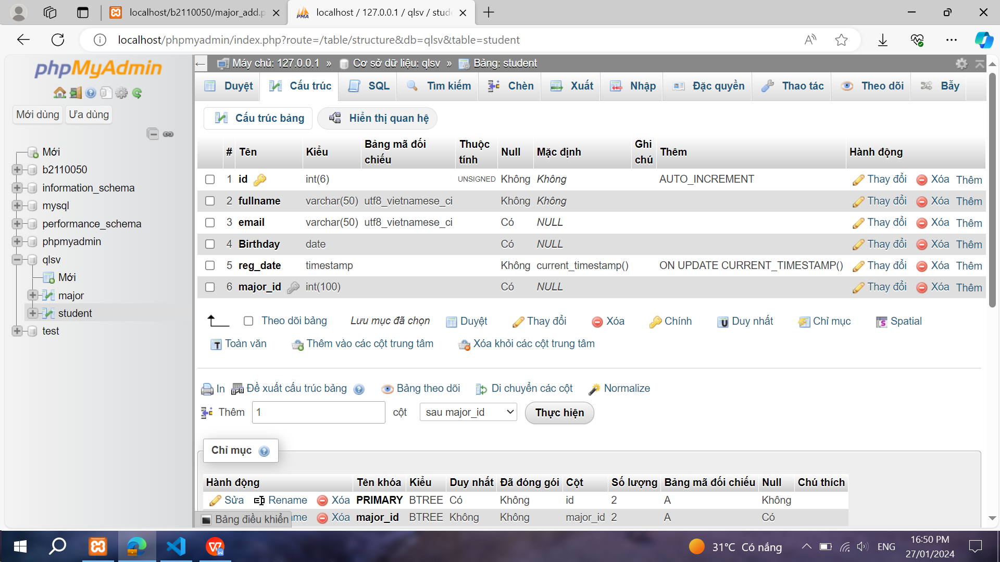 localhost/b2110050/major_add.p
localhost / 127.0.0.1 / qlsv / stude
localhost/phpmyadmin/index.php?route=/table/structure&db=qlsv&table=student
phpMyAdmin
Mới dùng Ưa dùng
Mới
b2110050
information_schema
mysql
performance_schema
phpmyadmin
qlsv
Mới
major
student
test
Máy chủ: 127.0.0.1 » Cơ sở dữ liệu: qlsv » Bảng: student
Duyệt Cấu trúc SQL Tìm kiếm Chèn Xuất Nhập Đặc quyền Thao tác Theo dõi Bẫy
Cấu trúc bảng Hiển thị quan hệ
# Tên Kiểu Bảng mã đối chiếu Thuộc tính Null Mặc định Ghi chú Thêm Hành động
1 id int(6) UNSIGNED Không Không AUTO_INCREMENT Thay đổi Xóa Thêm
2 fullname varchar(50) utf8_vietnamese_ci Không Không Thay đổi Xóa Thêm
3 email varchar(50) utf8_vietnamese_ci Có NULL Thay đổi Xóa Thêm
4 Birthday date Có NULL Thay đổi Xóa Thêm
5 reg_date timestamp Không current_timestamp() ON UPDATE CURRENT_TIMESTAMP() Thay đổi Xóa Thêm
6 major_id int(100) Có NULL Thay đổi Xóa Thêm
Theo dõi bảng Lưu mục đã chọn Duyệt Thay đổi Xóa Chính Duy nhất Chỉ mục Spatial
Toàn văn Thêm vào các cột trung tâm Xóa khỏi các cột trung tâm
In Đề xuất cấu trúc bảng Bảng theo dõi Di chuyển các cột Normalize
Thêm 1 cột sau major_id Thực hiện
Chỉ mục
Hành động Tên khóa Kiểu Duy nhất Đã đóng gói Cột Số lượng Bảng mã đối chiếu Null Chú thích
Sửa Rename Xóa PRIMARY BTREE Có Không id 2 A Không
Bảng điều khiển me Xóa major_id BTREE Không Không major_id 2 A Có
31°C Có nắng ENG 16:50 PM
27/01/2024